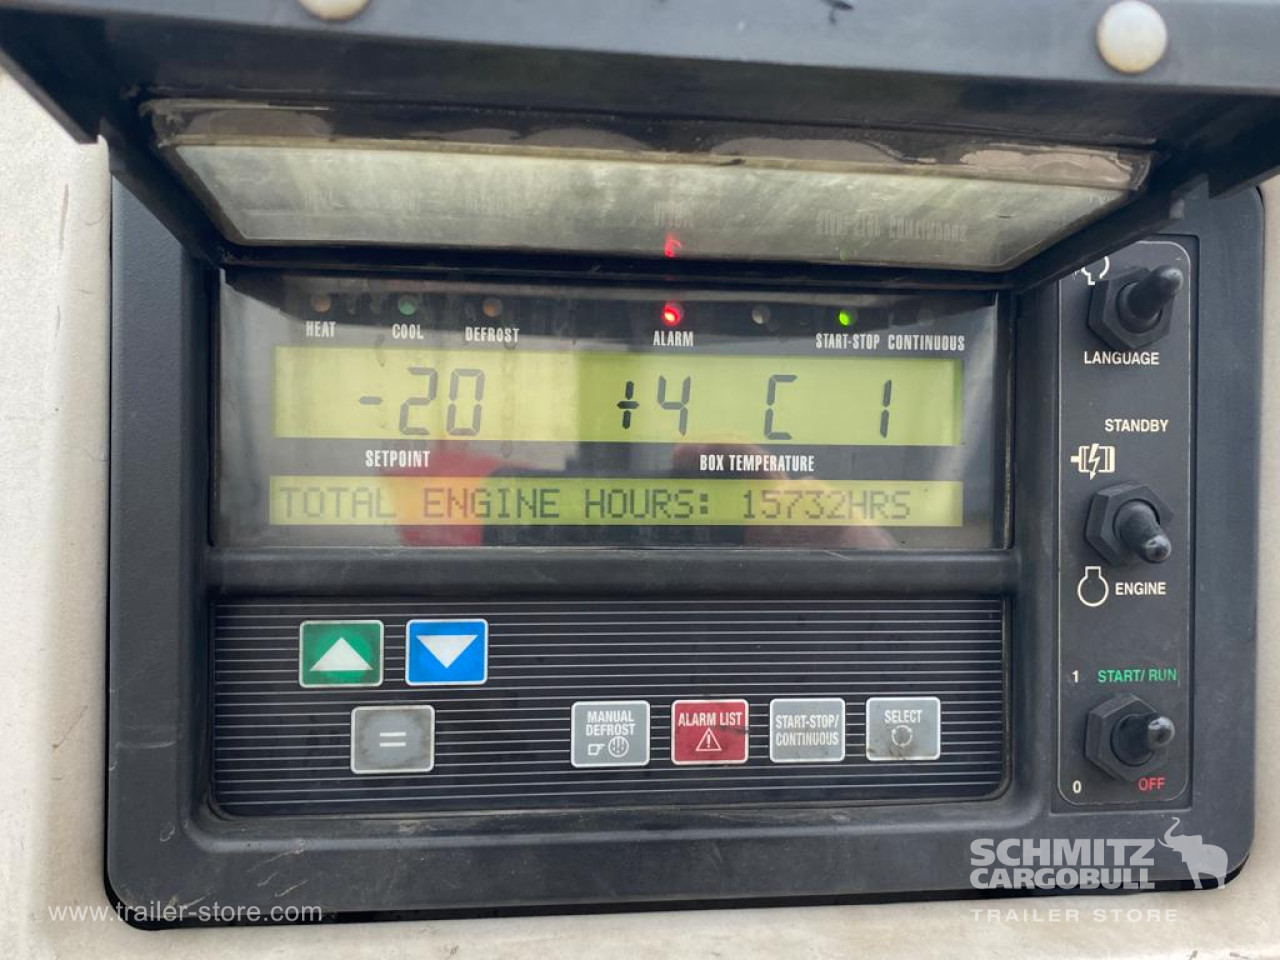 HEAT COOL DEFROST ALARM START-STOP CONTINUOUS
-20 +4 C 1
SETPOINT BOX TEMPERATURE
TOTAL ENGINE HOURS: 15732HRS
MANUAL DEFROST
ALARM LIST
START-STOP/
CONTINUOUS
SELECT
=
LANGUAGE
STANDBY
ENGINE
1 START/RUN
0 OFF
SCHMITZ
CARGOBULL
TRAILER STORE
www.trailer-store.com